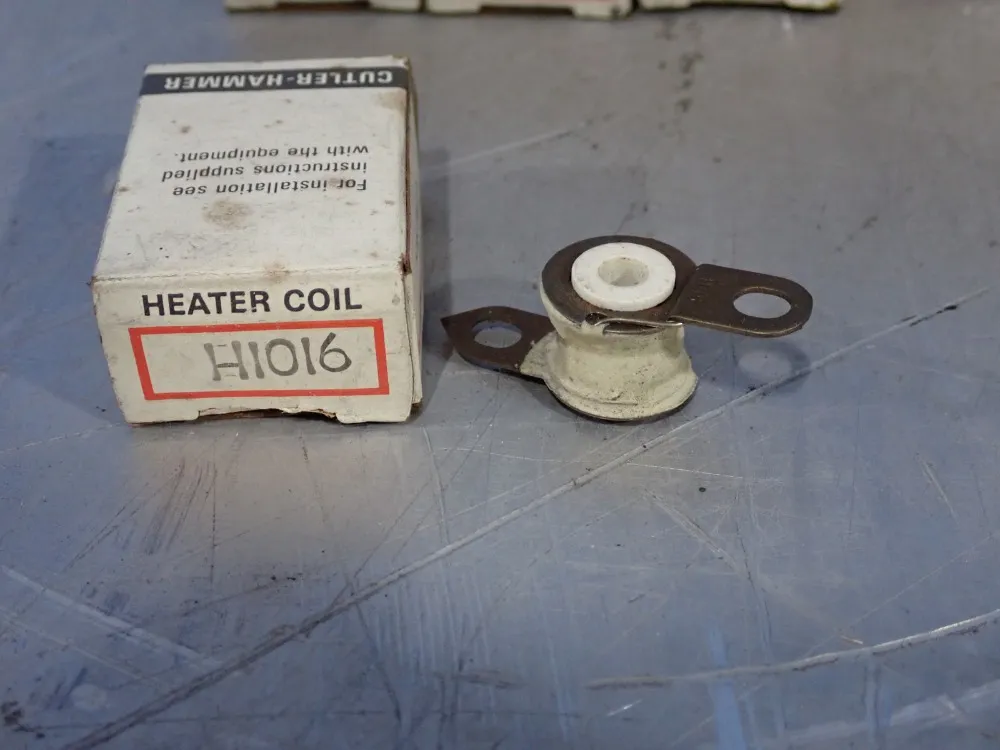 CUTLER-HAMMER
For installation see
instructions supplied
with the equipment.
HEATER COIL
H1016